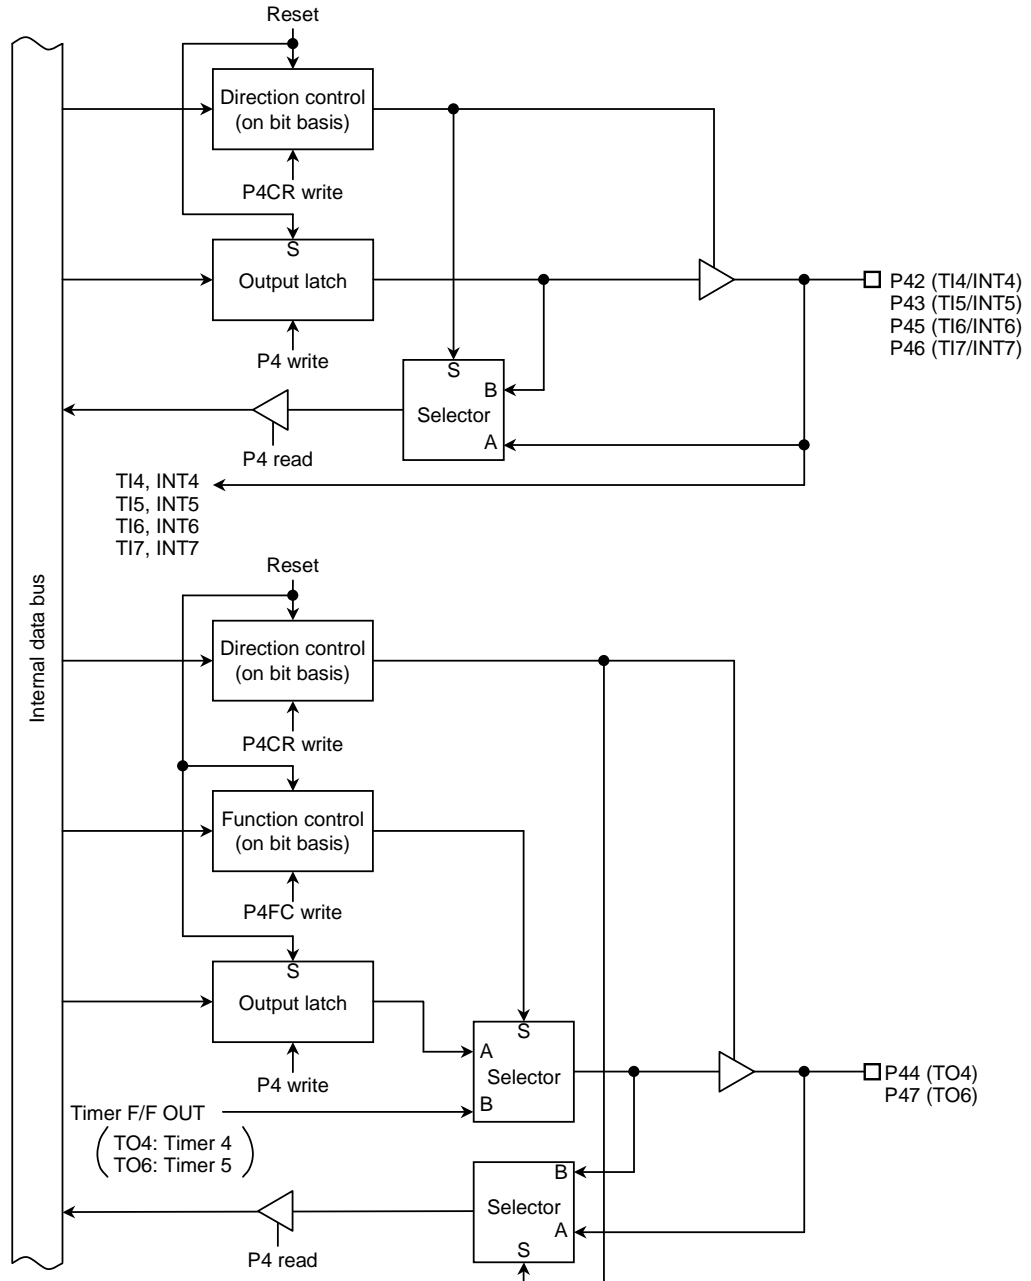 Reset
Direction control
(on bit basis)
P4CR write
S
Output latch
P4 write
P42 (TI4/INT4)
P43 (TI5/INT5)
P45 (TI6/INT6)
P46 (TI7/INT7)
S
B
Selector
A
P4 read
TI4, INT4
TI5, INT5
TI6, INT6
TI7, INT7
Internal data bus
Reset
Direction control
(on bit basis)
P4CR write
Function control
(on bit basis)
P4FC write
S
Output latch
P4 write
S
A
Selector
B
P44 (TO4)
P47 (TO6)
Timer F/F OUT
(TO4: Timer 4
TO6: Timer 5)
B
Selector
A
S
P4 read